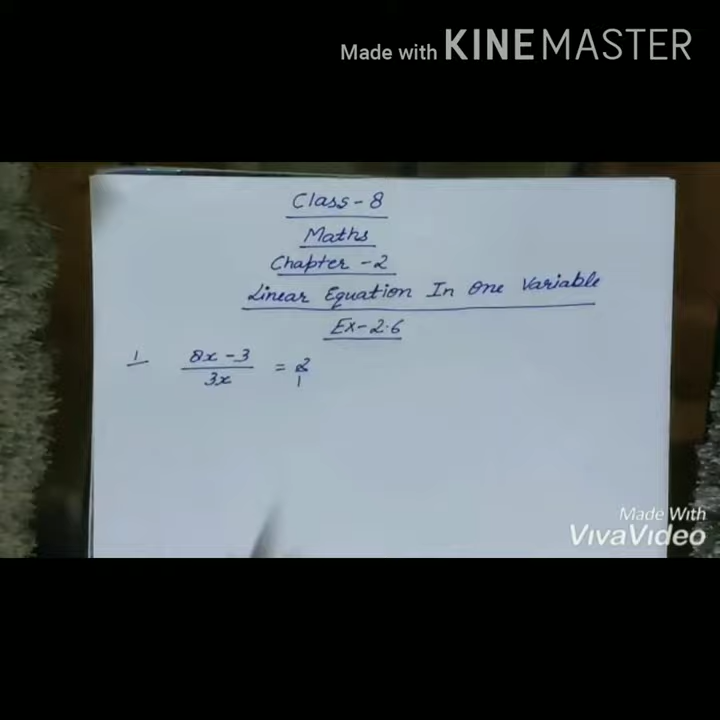 Made with KINEMASTER
Class-8
Maths
Chapter -2
Linear Equation In One Variable
Ex-2.6
1 8x-3 = 2
3x 1
Made With
VivaVideo